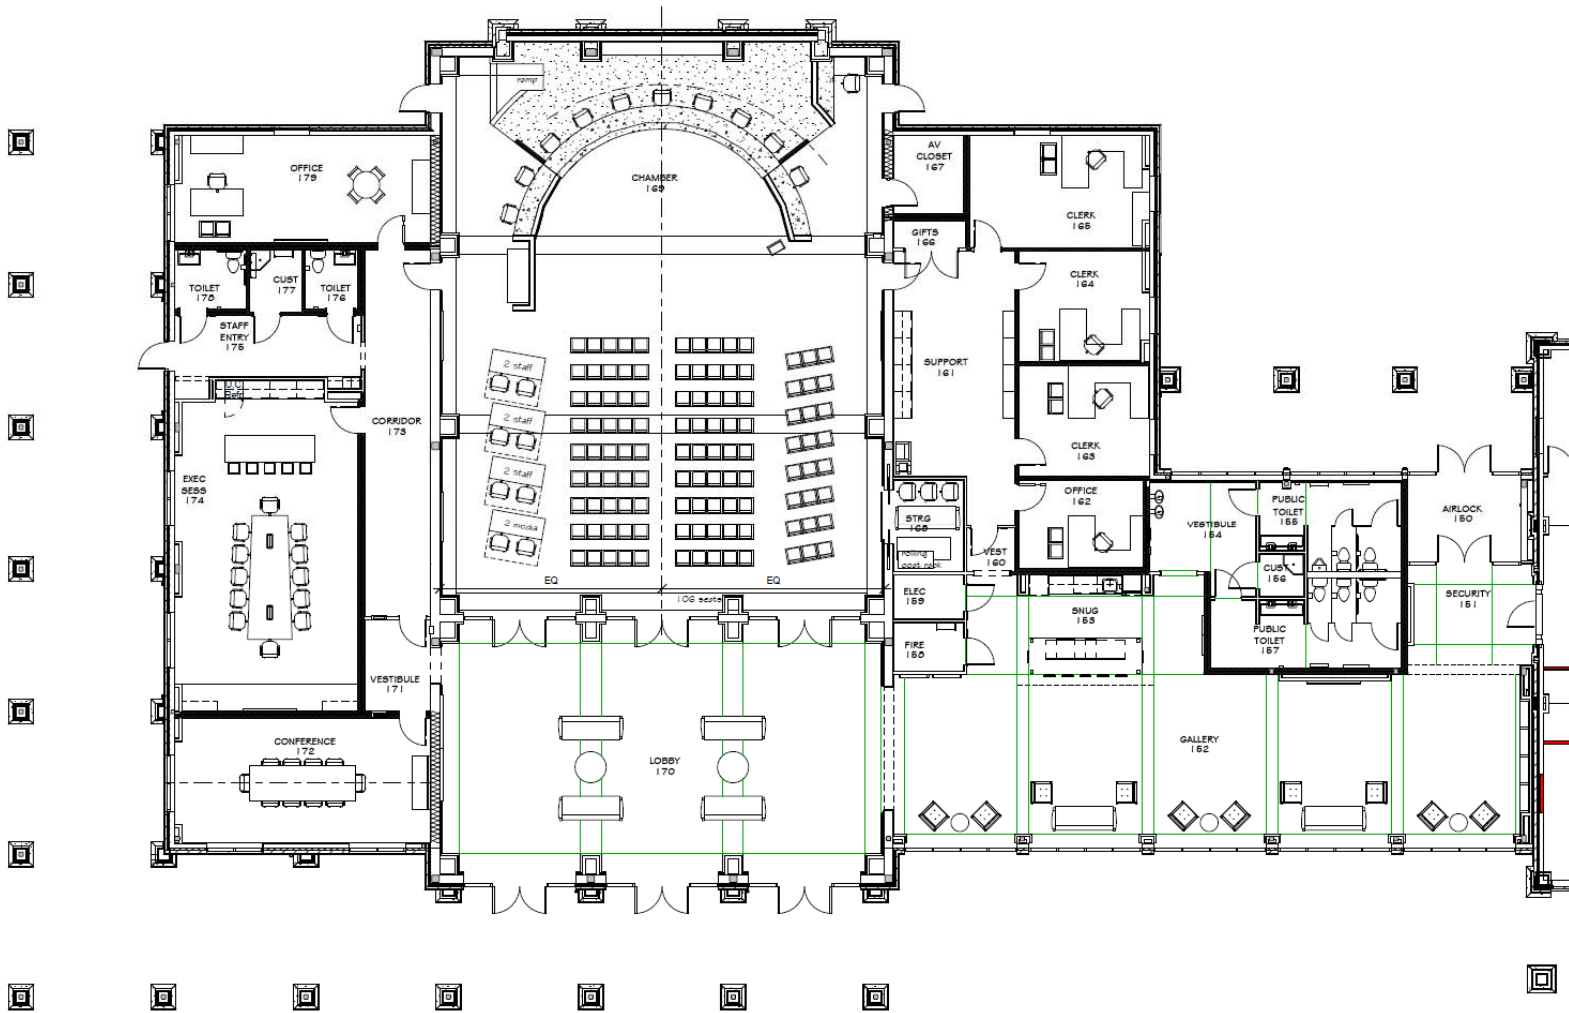 ramp
AV
CLOSET
167
OFFICE
179
CHAMBER
169
CLERK
165
GIFTS
166
TOILET
178
CUST
177
TOILET
176
CLERK
164
STAFF
ENTRY
175
2 staff
SUPPORT
161
U.C.
Refr.
2 staff
CORRIDOR
173
CLERK
163
2 staff
EXEC
SESS
174
OFFICE
162
PUBLIC
TOILET
155
AIRLOCK
150
2 media
STRG
168
VESTIBULE
154
rolling
coat rack
VEST
160
CUST
156
EQ
EQ
106 seats
ELEC
159
SNUG
153
SECURITY
151
FIRE
158
PUBLIC
TOILET
157
VESTIBULE
171
CONFERENCE
172
GALLERY
152
LOBBY
170